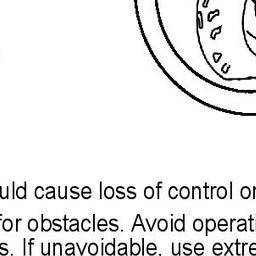 uld cause loss of control or
for obstacles. Avoid operati
s. If unavoidable, use extre